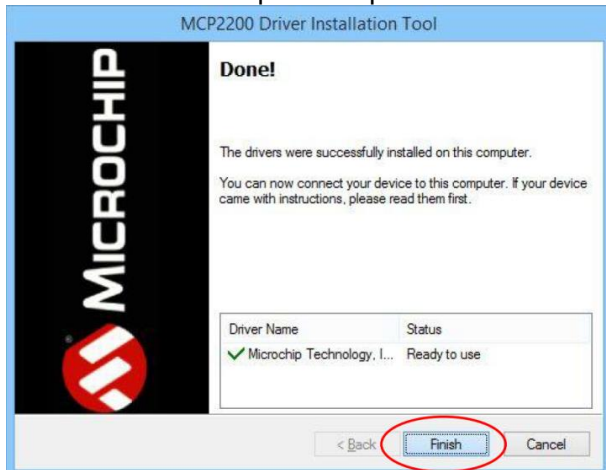 MCP2200 Driver Installation Tool
MICROCHIP
Done!
The drivers were successfully installed on this computer.
You can now connect your device to this computer. If your device
came with instructions, please read them first.
Driver Name Status
Microchip Technology, I... Ready to use
< Back Finish Cancel